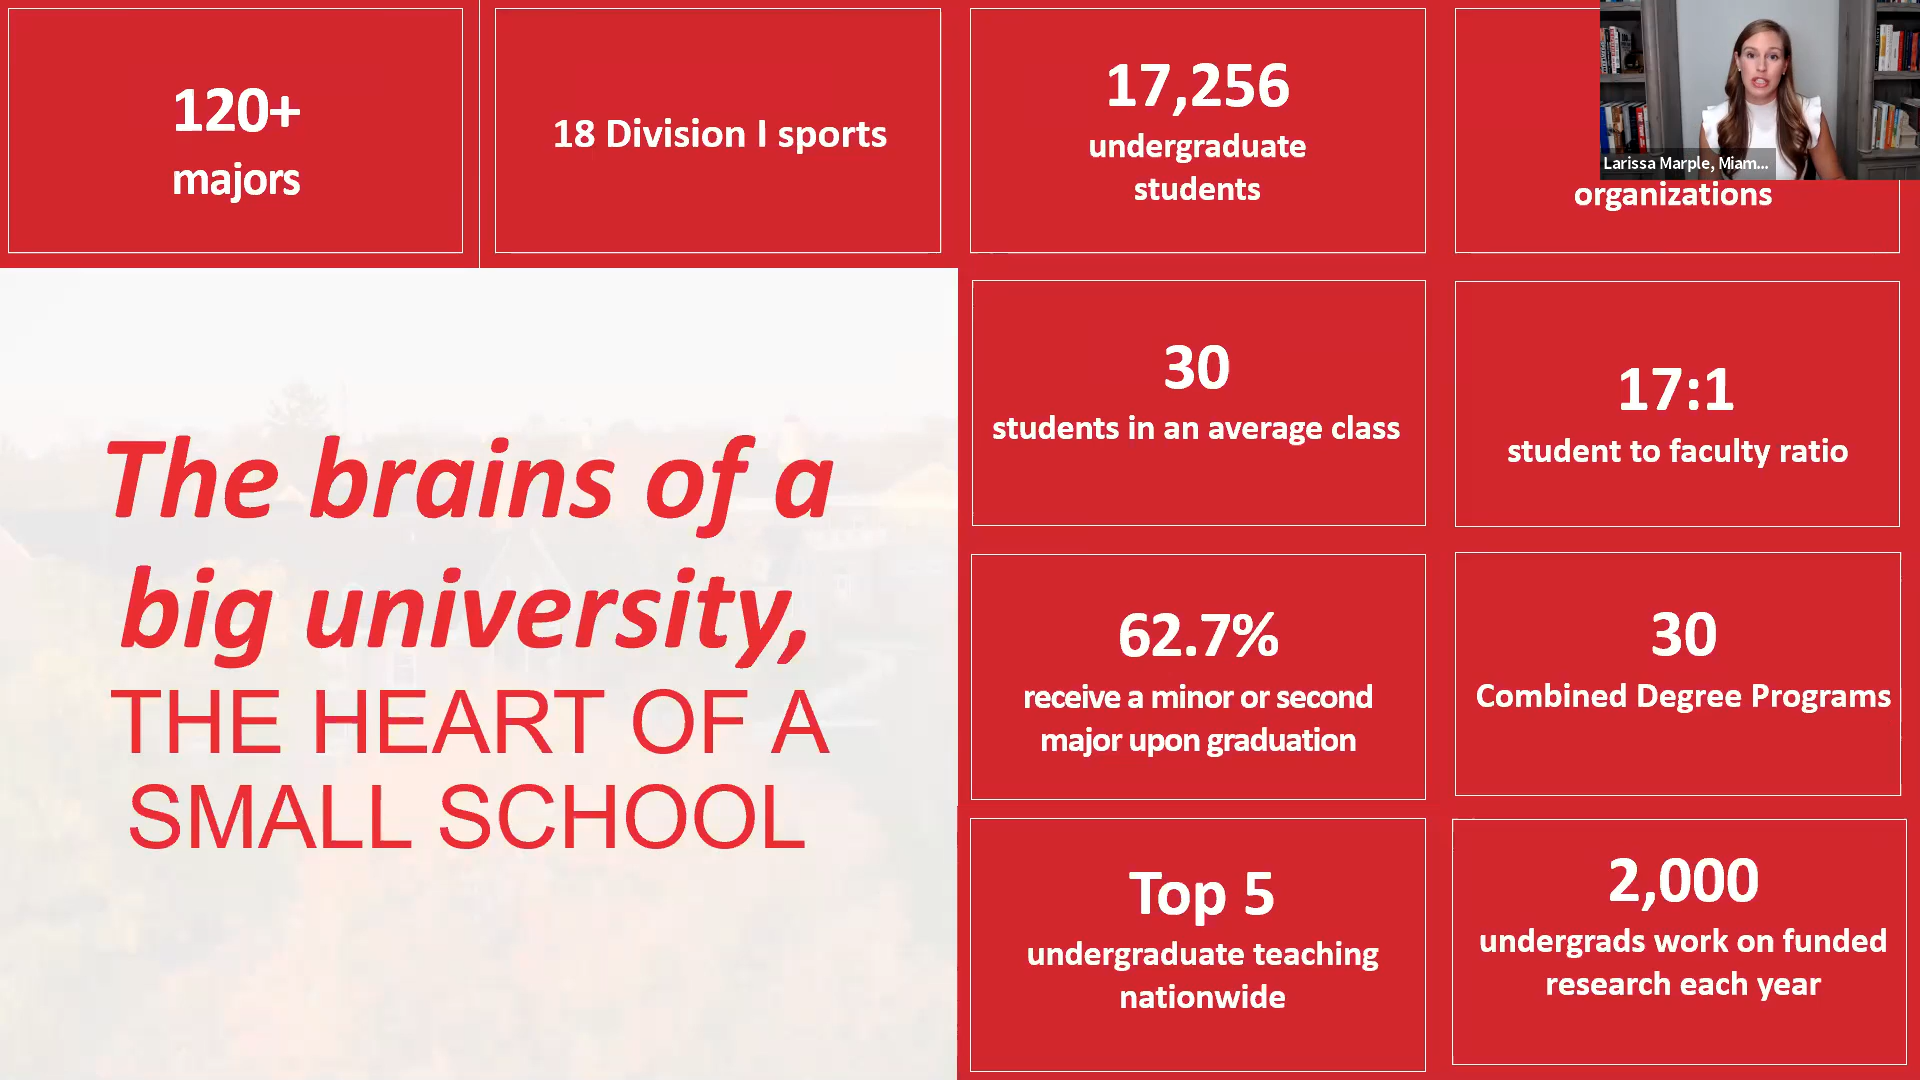 120+
majors
18 Division I sports
17,256
undergraduate
students
Larissa Marple, Miam...
organizations
The brains of a
big university,
THE HEART OF A
SMALL SCHOOL
30
students in an average class
17:1
student to faculty ratio
62.7%
receive a minor or second
major upon graduation
30
Combined Degree Programs
Top 5
undergraduate teaching
nationwide
2,000
undergrads work on funded
research each year